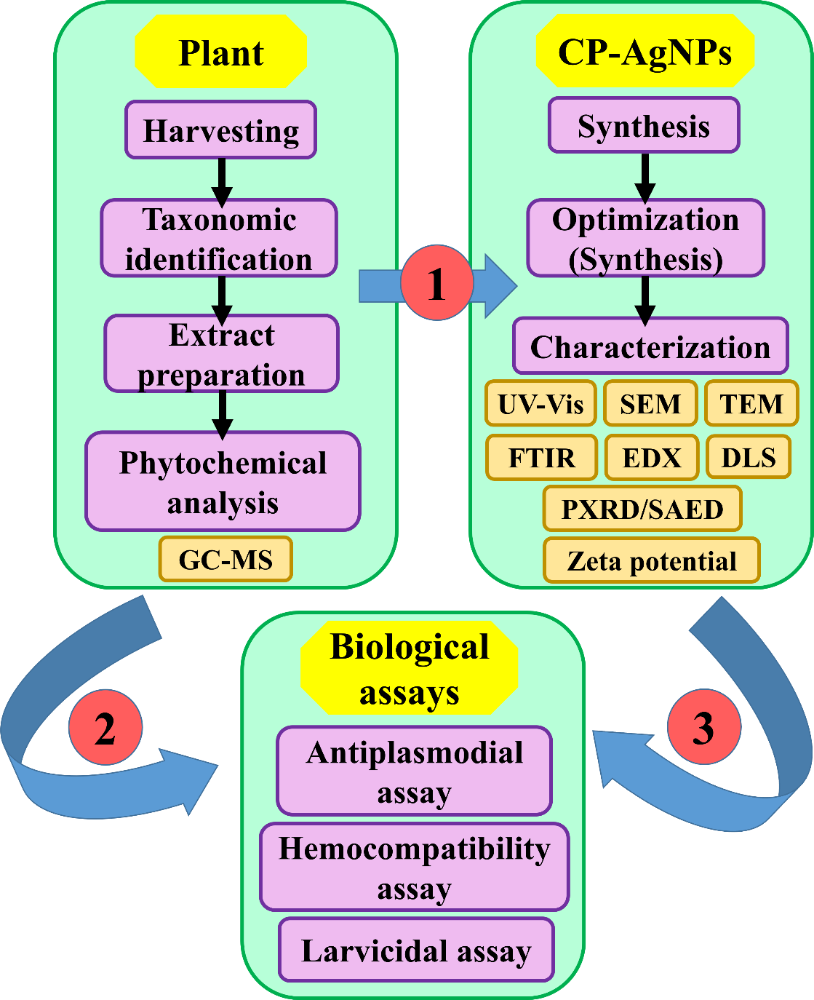 Plant
Harvesting
Taxonomic
identification
Extract
preparation
Phytochemical
analysis
GC-MS
1
CP-AgNPs
Synthesis
Optimization
(Synthesis)
Characterization
UV-Vis
SEM
TEM
FTIR
EDX
DLS
PXRD/SAED
Zeta potential
2
3
Biological
assays
Antiplasmodial
assay
Hemocompatibility
assay
Larvicidal assay